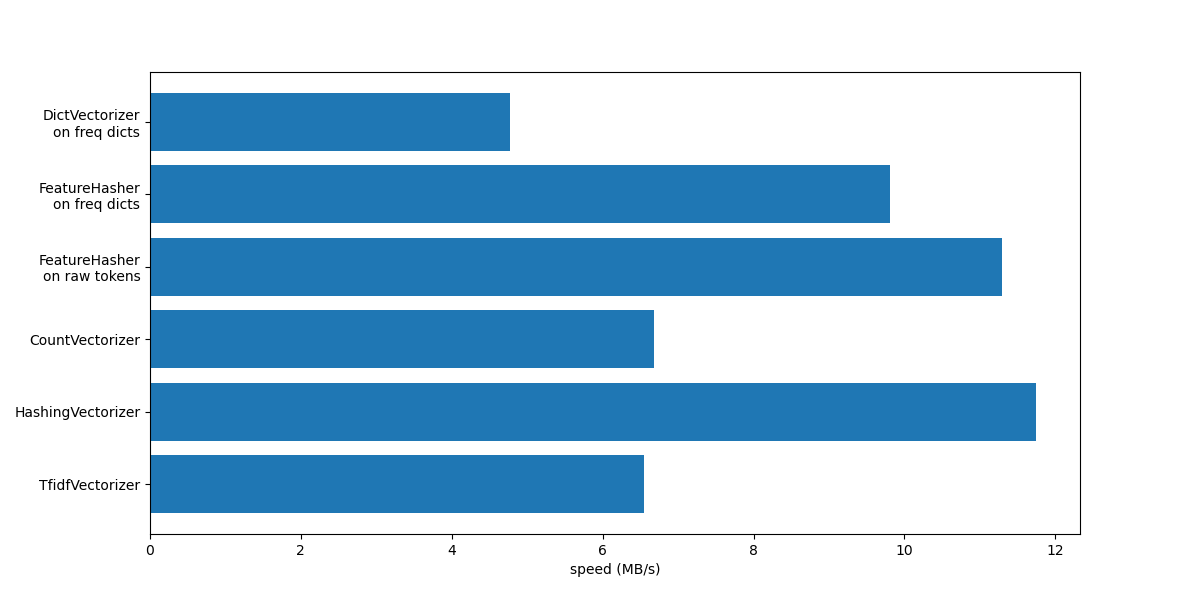 DictVectorizer
on freq dicts
FeatureHasher
on freq dicts
FeatureHasher
on raw tokens
CountVectorizer
HashingVectorizer
TfidfVectorizer
0 2 4 6 8 10 12
speed (MB/s)